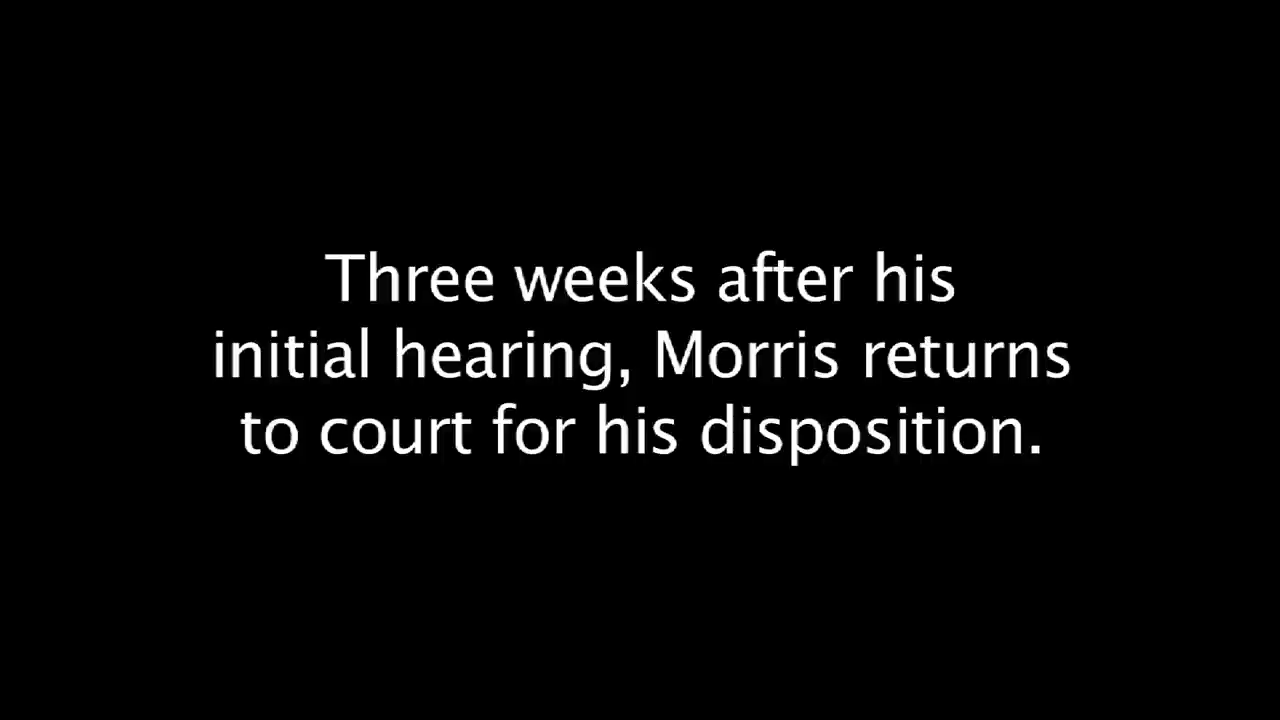 Three weeks after his
initial hearing, Morris returns
to court for his disposition.